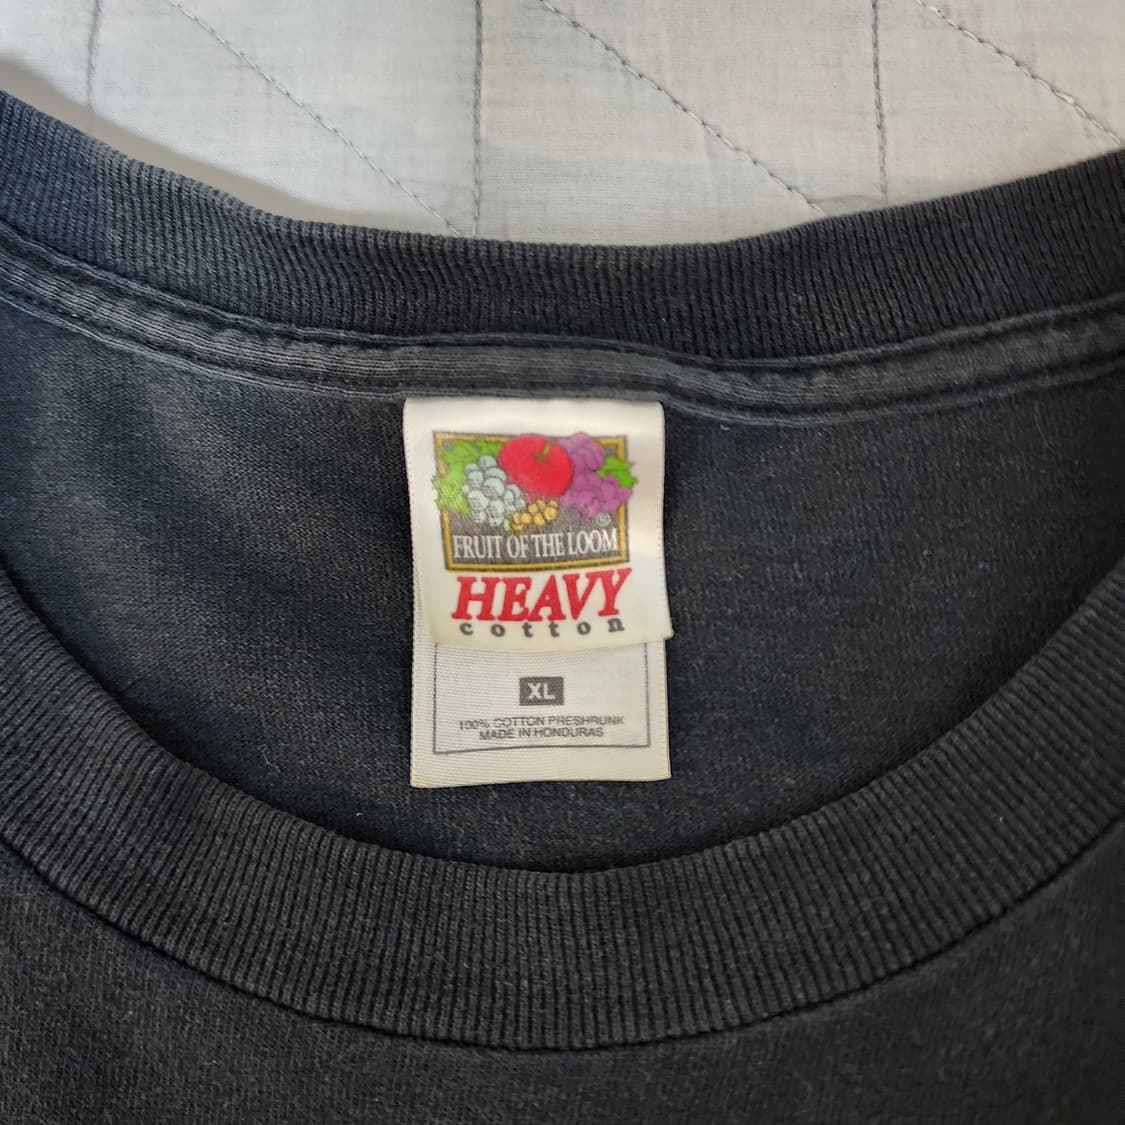 ®
FRUIT OF THE LOOM
HEAVY
cotton
XL
100% COTTON PRESHRUNK
MADE IN HONDURAS